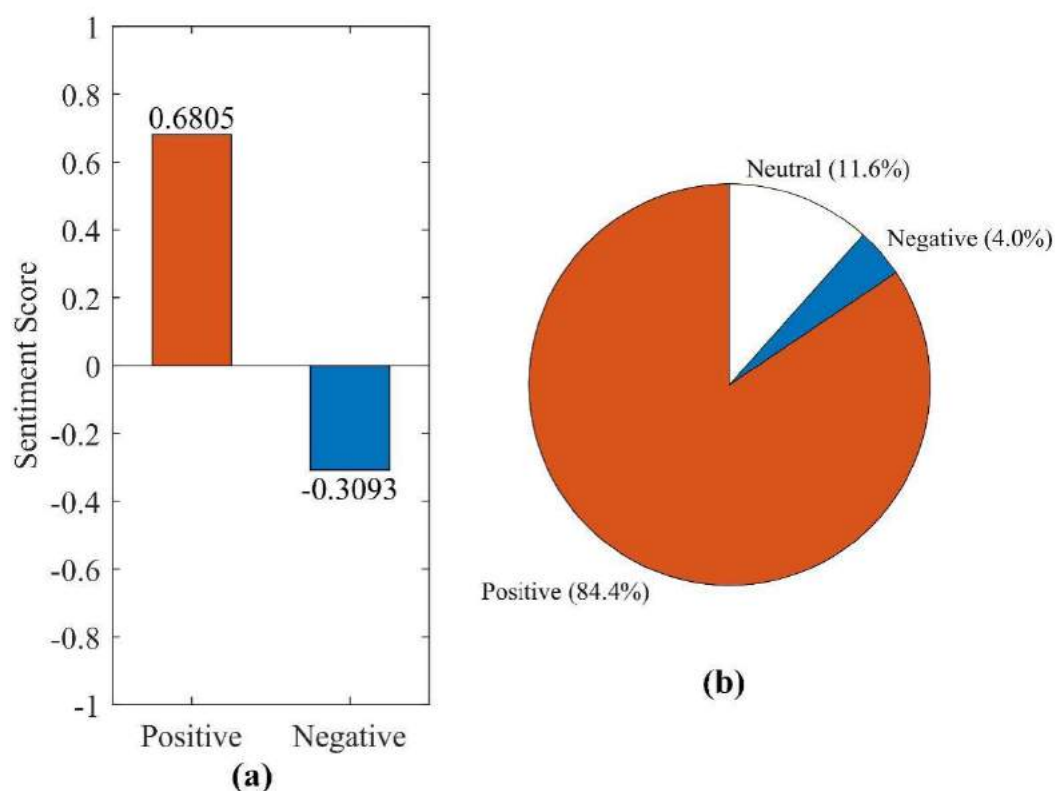 Sentiment Score
1
0.8
0.6
0.4
0.2
0
-0.2
-0.4
-0.6
-0.8
-1
0.6805
-0.3093
Positive
Negative
(a)
Neutral (11.6%)
Negative (4.0%)
Positive (84.4%)
(b)